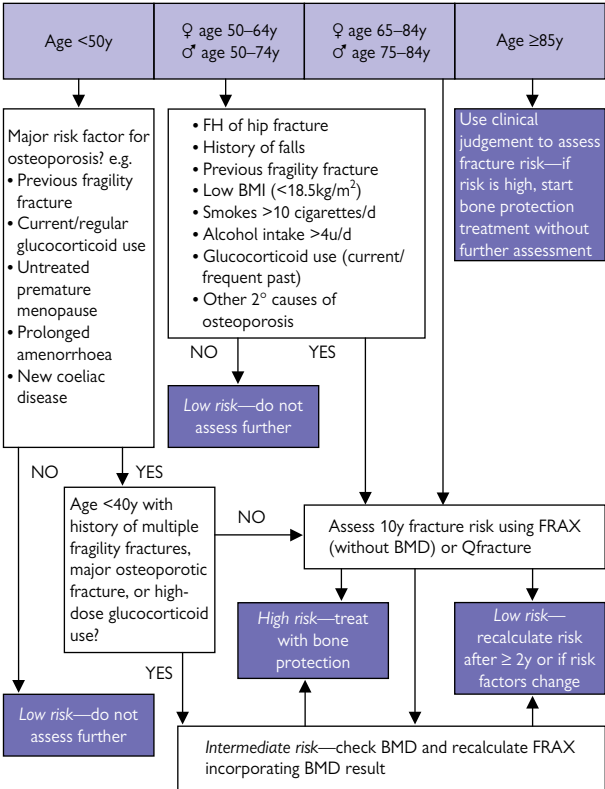 Age <50y
♀ age 50–64y
♂ age 50–74y
♀ age 65–84y
♂ age 75–84y
Age ≥85y
Major risk factor for
osteoporosis? e.g.
• Previous fragility
fracture
• Current/regular
glucocorticoid use
• Untreated
premature
menopause
• Prolonged
amenorrhoea
• New coeliac
disease
• FH of hip fracture
• History of falls
• Previous fragility fracture
• Low BMI (<18.5kg/m²)
• Smokes >10 cigarettes/d
• Alcohol intake >4u/d
• Glucocorticoid use (current/
frequent past)
• Other 2° causes of
osteoporosis
Use clinical
judgement to assess
fracture risk—if
risk is high, start
bone protection
treatment without
further assessment
NO
YES
Low risk—do not
assess further
NO
YES
Age <40y with
history of multiple
fragility fractures,
major osteoporotic
fracture, or high-
dose glucocorticoid
use?
NO
Assess 10y fracture risk using FRAX
(without BMD) or Qfracture
High risk—treat
with bone
protection
Low risk—
recalculate risk
after ≥ 2y or if risk
factors change
YES
Low risk—do not
assess further
Intermediate risk—check BMD and recalculate FRAX
incorporating BMD result